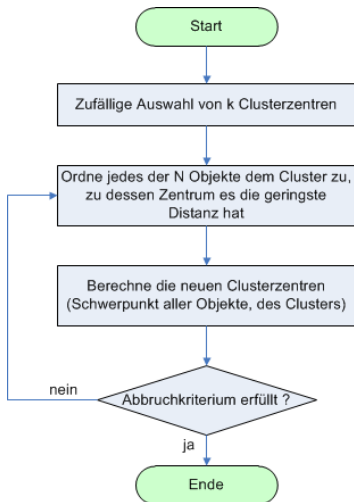 Start
Zufällige Auswahl von k Clusterzentren
Ordne jedes der N Objekte dem Cluster zu,
zu dessen Zentrum es die geringste
Distanz hat
Berechne die neuen Clusterzentren
(Schwerpunkt aller Objekte, des Clusters)
nein
Abbruchkriterium erfüllt ?
ja
Ende